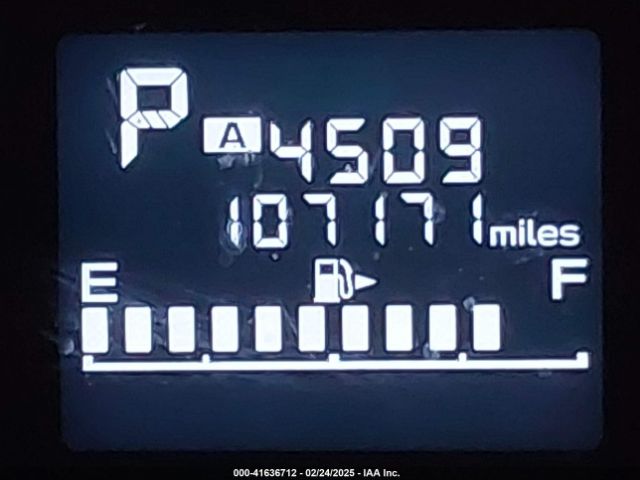 P A 4509
107171 miles
E F
000-41636712 - 02/24/2025 - IAA Inc.